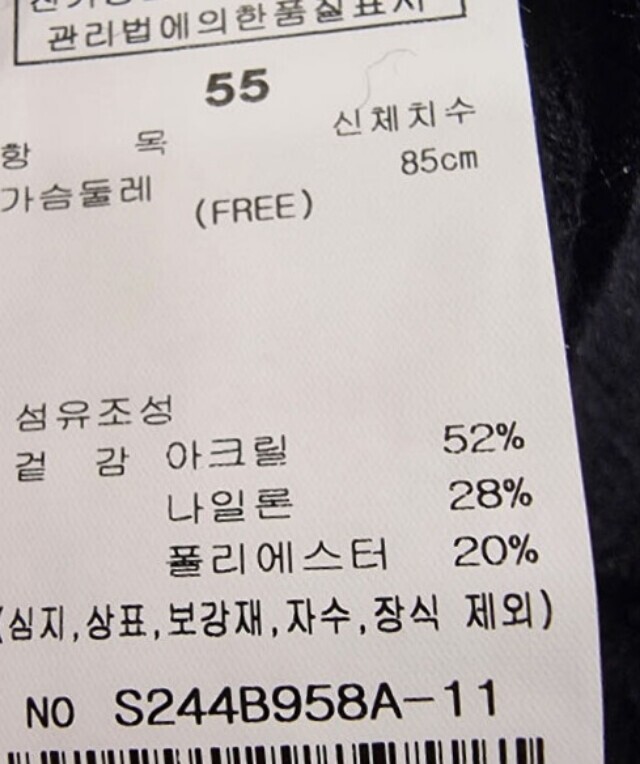 관리법에의한품질표시
55
항 목 신체치수
가슴둘레 85cm
(FREE)
섬유조성
겉 감 아크릴 52%
나일론 28%
폴리에스터 20%
(심지,상표,보강재,자수,장식 제외)
NO S244B958A-11